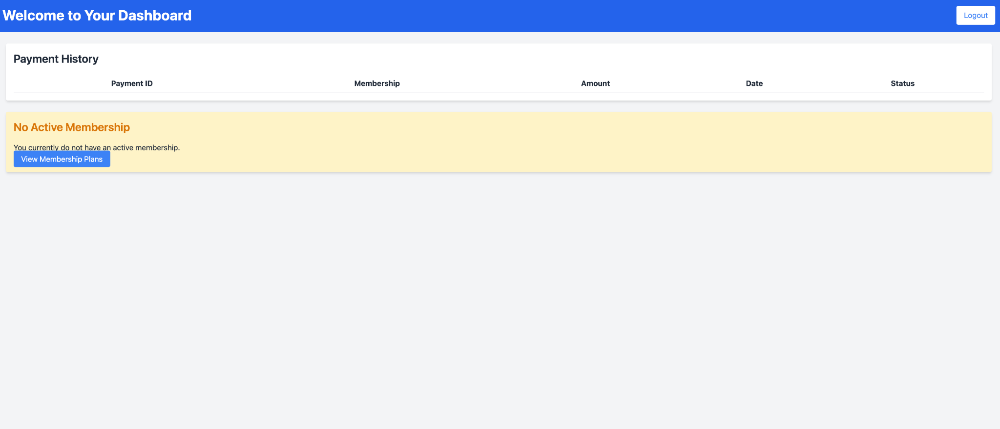 Welcome to Your Dashboard
Logout
Payment History
Payment ID Membership Amount Date Status
No Active Membership
You currently do not have an active membership.
View Membership Plans